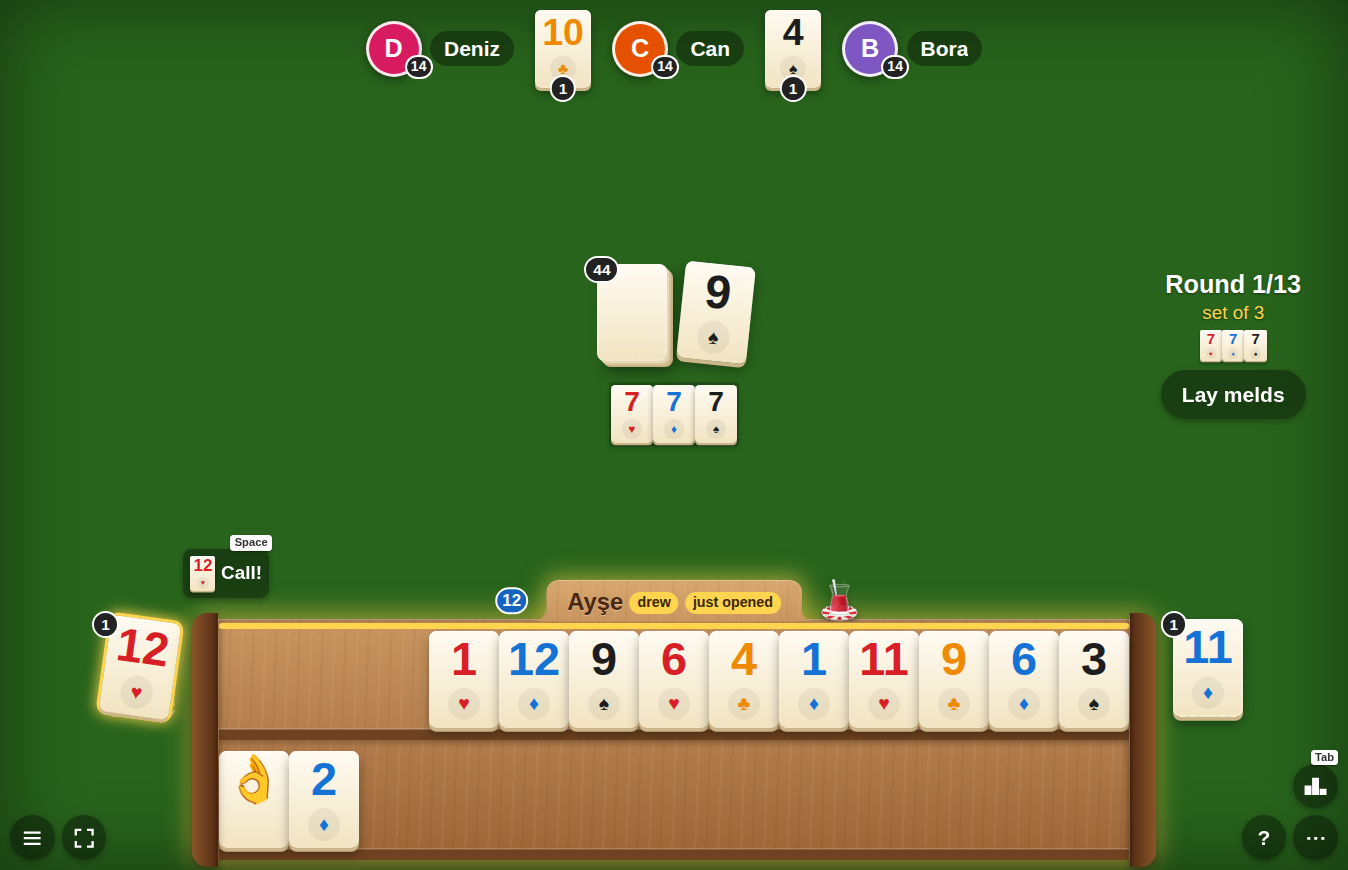 D 14 Deniz 10 1 C 14 Can 4 1 B 14 Bora
44 9
Round 1/13
set of 3
7 7 7
Lay melds
7 7 7
Space
12 Call!
12 Ayşe drew just opened
1 12
1 12 9 6 4 1 11 9 6 3
1 11
2
Tab
?